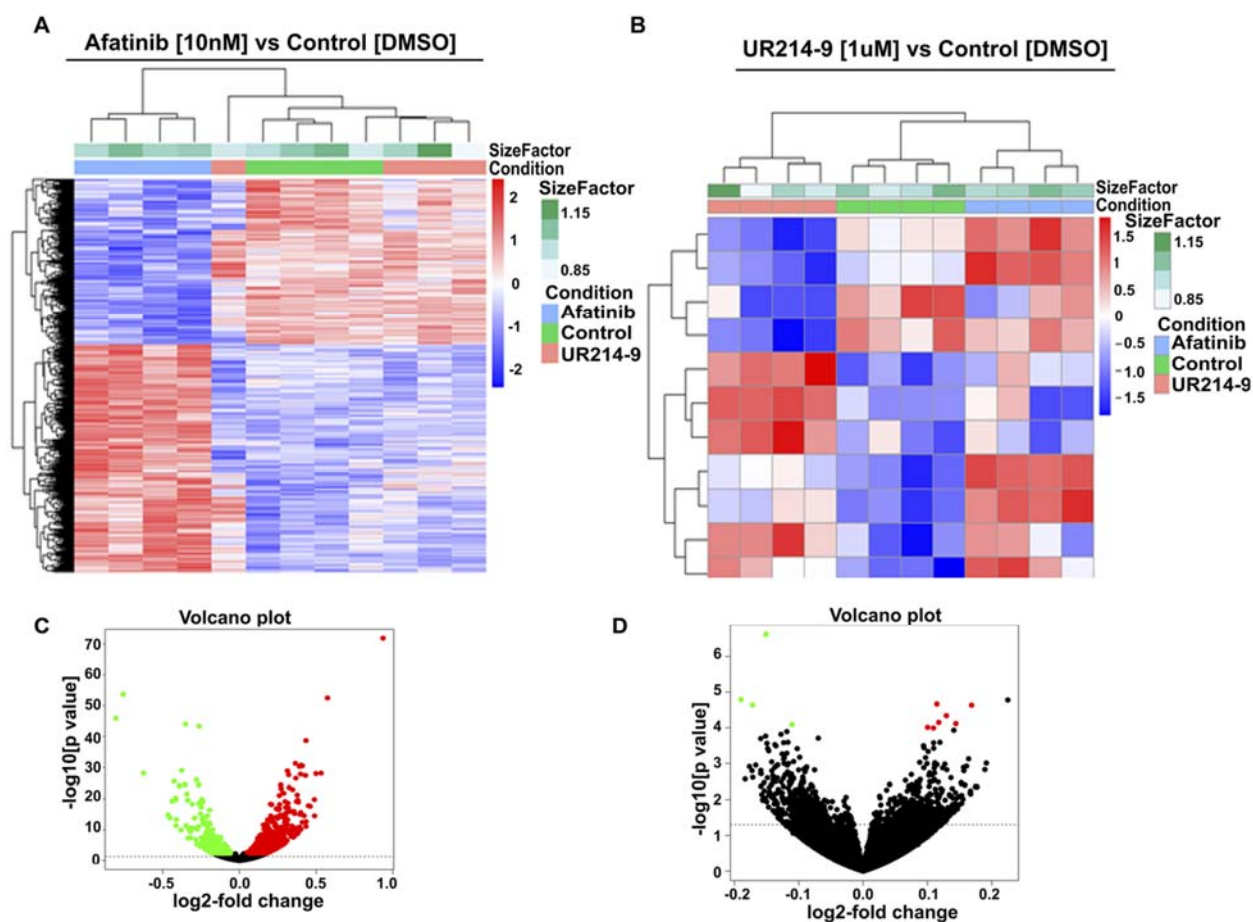 A
Afatinib [10nM] vs Control [DMSO]
SizeFactor
Condition
2
1
0
-1
-2
SizeFactor
1.15
0.85
Condition
Afatinib
Control
UR214-9
B
UR214-9 [1uM] vs Control [DMSO]
SizeFactor
Condition
1.5
1
0.5
0
-0.5
-1.0
-1.5
SizeFactor
1.15
0.85
Condition
Afatinib
Control
UR214-9
C
Volcano plot
-log10[p value]
70
60
50
40
30
20
10
0
-0.5
0.0
0.5
1.0
log2-fold change
D
Volcano plot
-log10[p value]
6
5
4
3
2
1
0
-0.2
-0.1
0.0
0.1
0.2
log2-fold change